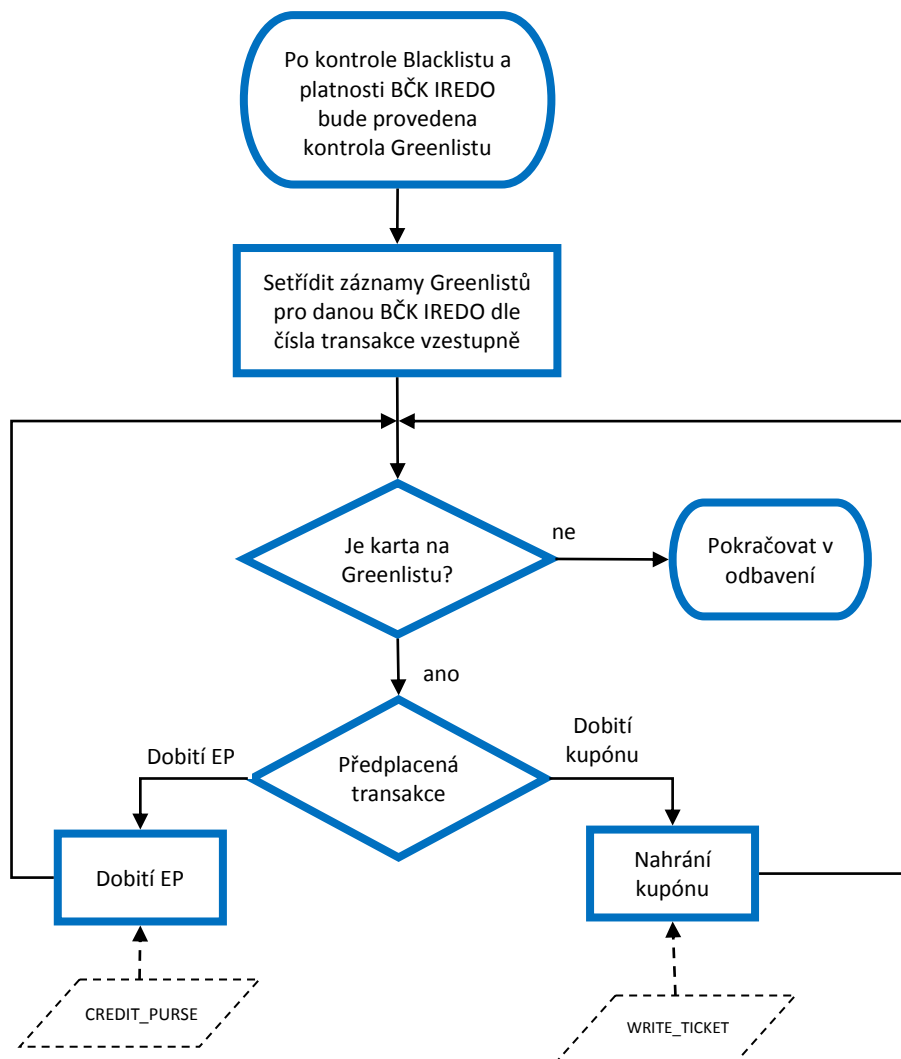 Po kontrole Blacklistu a
platnosti BČK IREDO
bude provedena
kontrola Greenlistu
Setřídit záznamy Greenlistů
pro danou BČK IREDO dle
čísla transakce vzestupně
Je karta na
Greenlistu?
ne
Pokračovat v
odbavení
ano
Předplacená
transakce
Dobití EP
Dobití
kupónu
Dobití EP
Nahrání
kupónu
CREDIT_PURSE
WRITE_TICKET